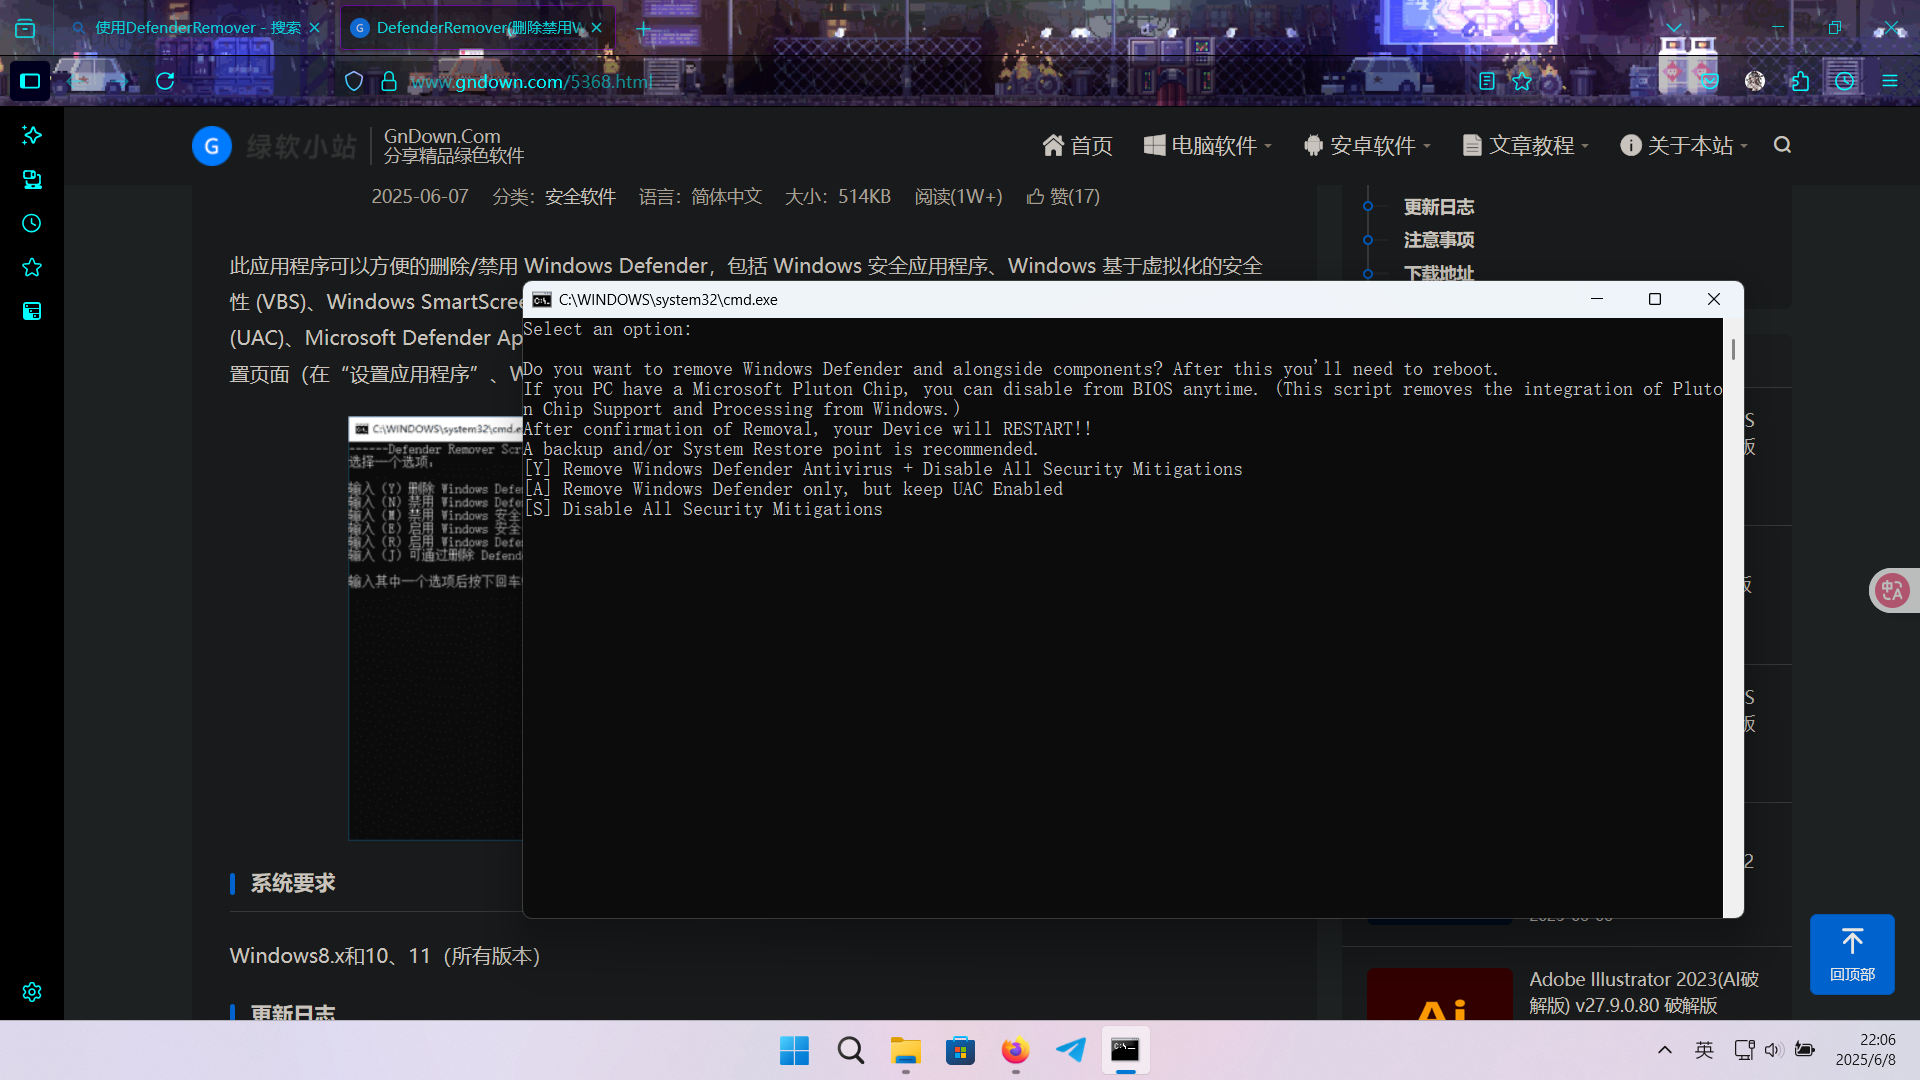 使用DefenderRemover - 搜索
DefenderRemover(删除禁用W
www.gndown.com/5368.html
G
绿软小站
GnDown.Com
分享精品绿色软件
首页
电脑软件
安卓软件
文章教程
关于本站
2025-06-07
分类：安全软件
语言：简体中文
大小：514KB
阅读(1W+)
赞(17)
更新日志
注意事项
下载地址
此应用程序可以方便的删除/禁用 Windows Defender，包括 Windows 安全应用程序、Windows 基于虚拟化的安全
性 (VBS)、Windows SmartScree
(UAC)、Microsoft Defender Ap
置页面（在“设置应用程序”、W
C:\WINDOWS\system32\cmd.e
------Defender Remover Scr
选择一个选项：
输入（Y）删除 Windows Defe
输入（N）禁用 Windows Defe
输入（M）禁用 Windows 安全
输入（E）启用 Windows 安全
输入（R）启用 Windows Defe
输入（J）可通过删除 Defend
输入其中一个选项后按下回车
C:\WINDOWS\system32\cmd.exe
Select an option:
Do you want to remove Windows Defender and alongside components? After this you'll need to reboot.
If you PC have a Microsoft Pluton Chip, you can disable from BIOS anytime. (This script removes the integration of Pluto
n Chip Support and Processing from Windows.)
After confirmation of Removal, your Device will RESTART!!
A backup and/or System Restore point is recommended.
[Y] Remove Windows Defender Antivirus + Disable All Security Mitigations
[A] Remove Windows Defender only, but keep UAC Enabled
[S] Disable All Security Mitigations
S
版
版
S
版
2
系统要求
Windows8.x和10、11（所有版本）
更新日志
Ai
Adobe Illustrator 2023(AI破
解版) v27.9.0.80 破解版
回顶部
英
22:06
2025/6/8